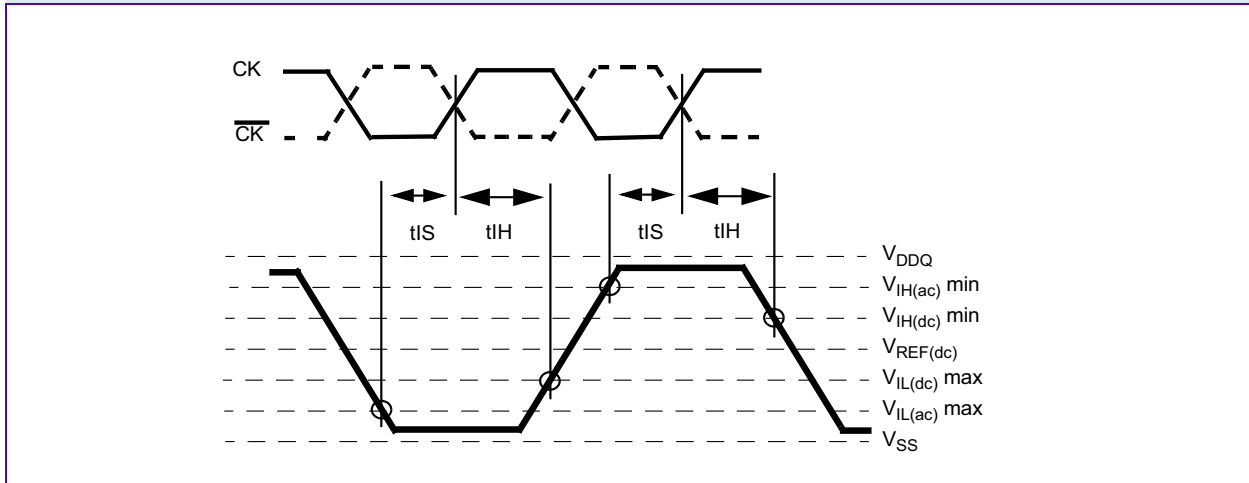 CK
CK
tIS
tIH
tIS
tIH
VDDQ
VIH(ac) min
VIH(dc) min
VREF(dc)
VIL(dc) max
VIL(ac) max
VSS